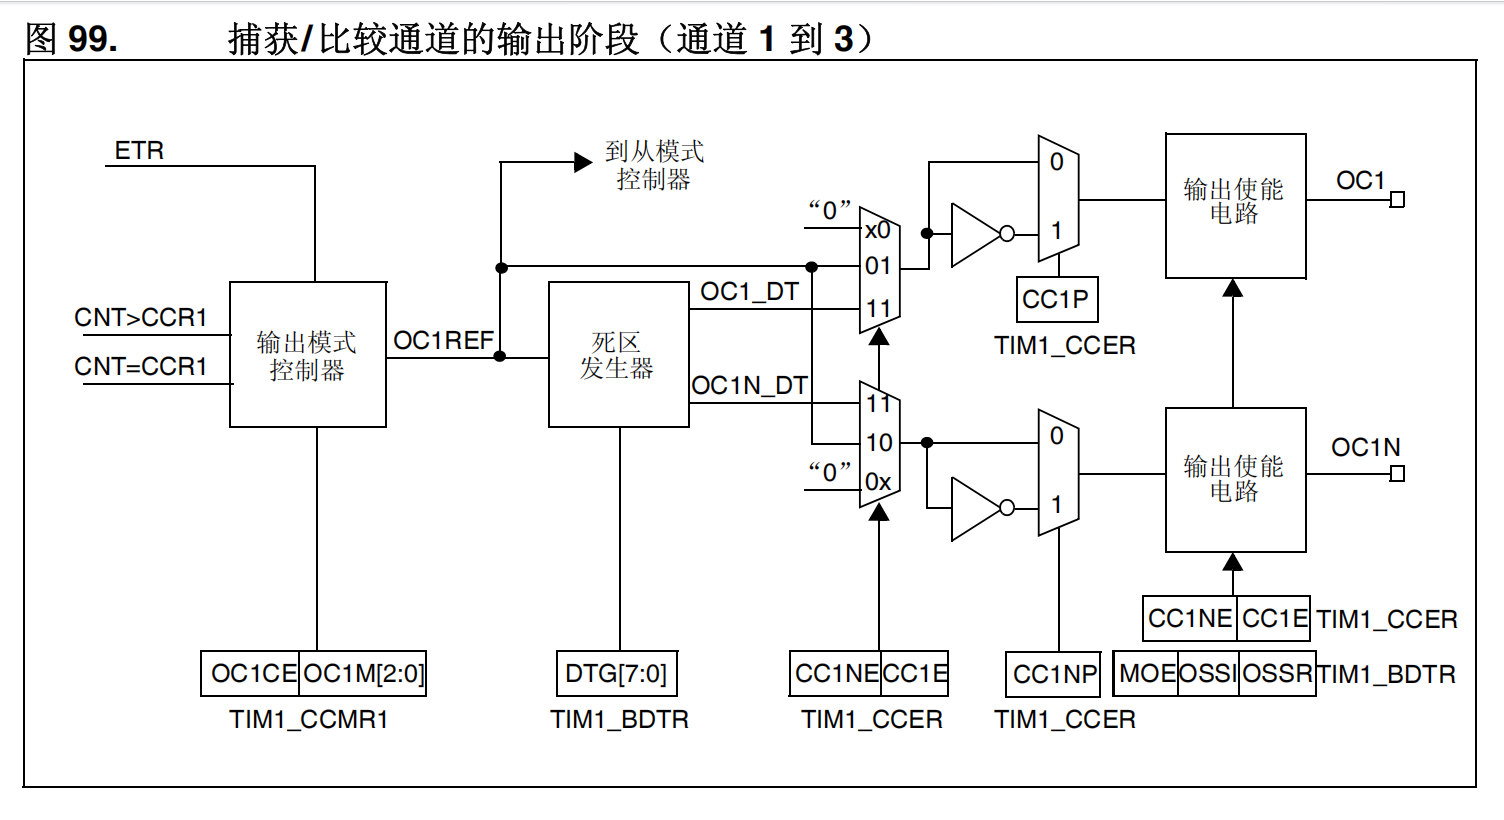 图 99. 捕获/比较通道的输出阶段（通道 1 到 3）
ETR
到从模式
控制器
“0”
x0
01
11
0
1
CC1P
TIM1_CCER
输出使能
电路
OC1
CNT>CCR1
CNT=CCR1
输出模式
控制器
OC1REF
死区
发生器
OC1_DT
OC1N_DT
11
10
0x
“0”
0
1
输出使能
电路
OC1N
CC1NE CC1E TIM1_CCER
OC1CE OC1M[2:0]
TIM1_CCMR1
DTG[7:0]
TIM1_BDTR
CC1NE CC1E
TIM1_CCER
CC1NP
TIM1_CCER
MOE OSSI OSSR TIM1_BDTR